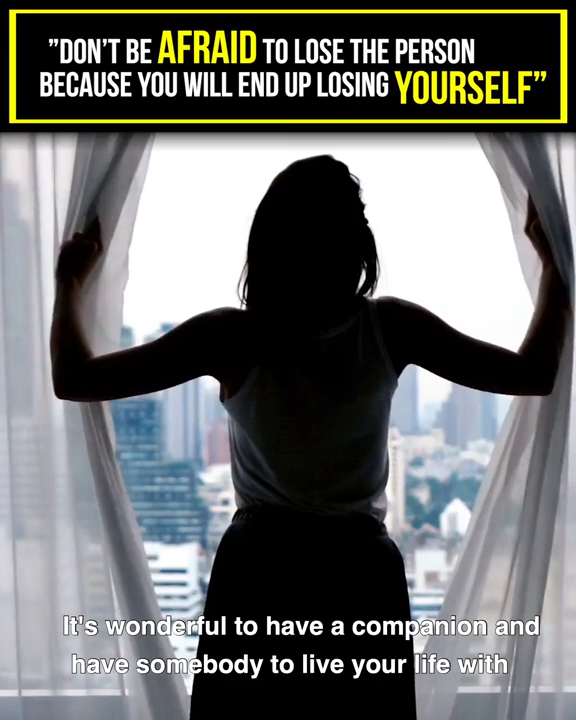 ”DON’T BE AFRAID TO LOSE THE PERSON
BECAUSE YOU WILL END UP LOSING YOURSELF”
It's wonderful to have a companion and
have somebody to live your life with